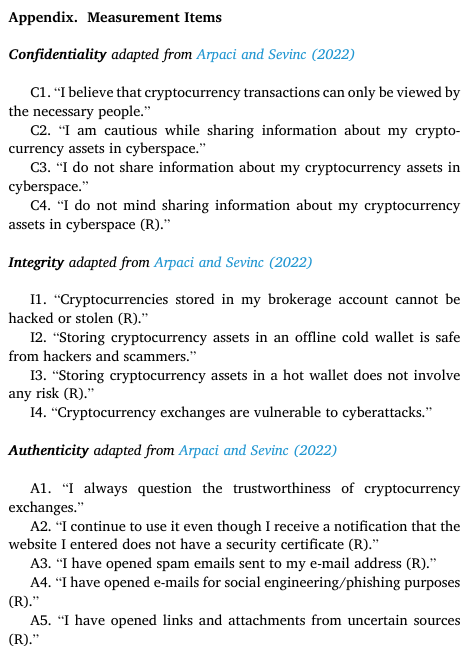 Appendix. Measurement Items
Confidentiality adapted from Arpaci and Sevinc (2022)
C1. “I believe that cryptocurrency transactions can only be viewed by
the necessary people.”
C2. “I am cautious while sharing information about my crypto-
currency assets in cyberspace.”
C3. “I do not share information about my cryptocurrency assets in
cyberspace.”
C4. “I do not mind sharing information about my cryptocurrency
assets in cyberspace (R).”
Integrity adapted from Arpaci and Sevinc (2022)
I1. “Cryptocurrencies stored in my brokerage account cannot be
hacked or stolen (R).”
I2. “Storing cryptocurrency assets in an offline cold wallet is safe
from hackers and scammers.”
I3. “Storing cryptocurrency assets in a hot wallet does not involve
any risk (R).”
I4. “Cryptocurrency exchanges are vulnerable to cyberattacks.”
Authenticity adapted from Arpaci and Sevinc (2022)
A1. “I always question the trustworthiness of cryptocurrency
exchanges.”
A2. “I continue to use it even though I receive a notification that the
website I entered does not have a security certificate (R).”
A3. “I have opened spam emails sent to my e-mail address (R).”
A4. “I have opened e-mails for social engineering/phishing purposes
(R).”
A5. “I have opened links and attachments from uncertain sources
(R).”